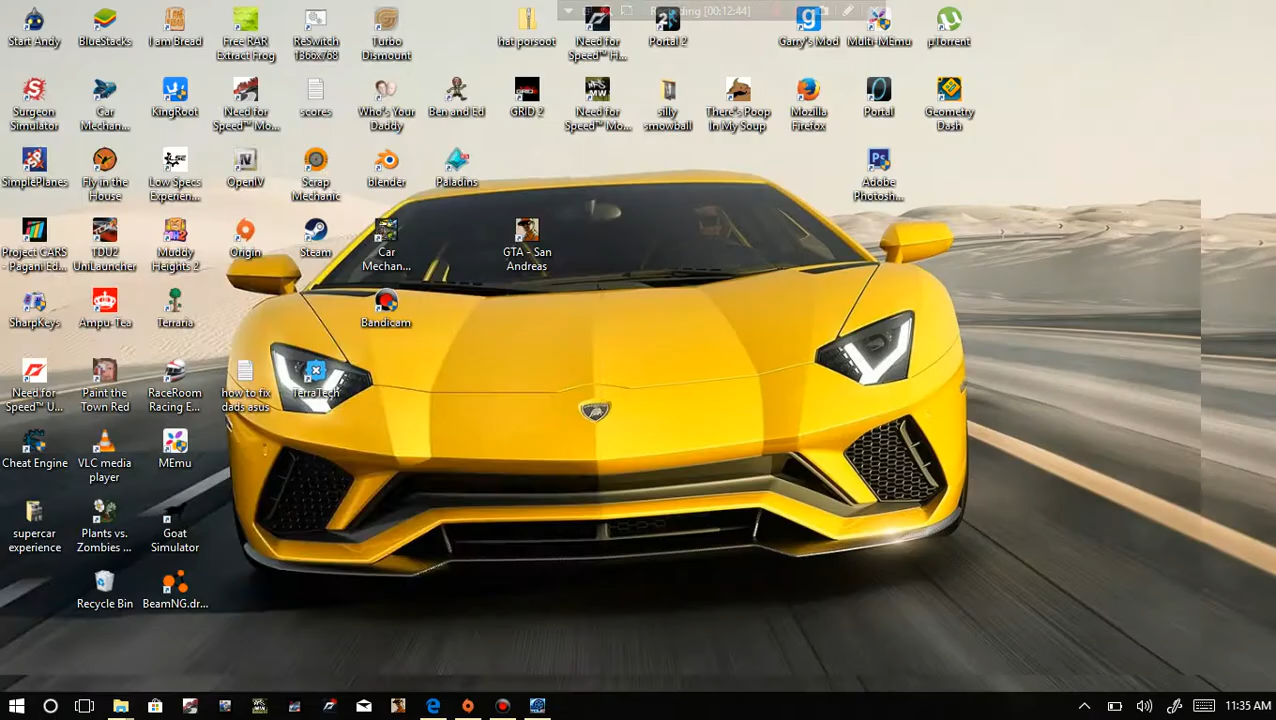 Recording [00:12:44]
Start Andy
BlueStacks
I am Bread
Free RAR
Extract Frog
ReSwitch
1366x768
Turbo
Dismount
hat porsoot
Need for
Speed™ H...
Portal 2
Garry's Mod
Multi-MEmu
µTorrent
Surgeon
Simulator
Car
Mechan...
KingRoot
Need for
Speed™ Mo...
scores
Who's Your
Daddy
Ben and Ed
GRID 2
Need for
Speed™ Mo...
silly
smowball
There's Poop
In My Soup
Mozilla
Firefox
Portal
Geometry
Dash
SimplePlanes
Fly in the
House
Low Specs
Experien...
OpenIV
Scrap
Mechanic
blender
Paladins
Adobe
Photosh...
Project CARS
- Pagani Ed...
TDU2
UniLauncher
Muddy
Heights 2
Origin
Steam
Car
Mechan...
GTA - San
Andreas
SharpKeys
Ampu-Tea
Terraria
Bandicam
Need for
Speed™ U...
Paint the
Town Red
RaceRoom
Racing E...
how to fix
dads asus
TerraTech
Cheat Engine
VLC media
player
MEmu
supercar
experience
Plants vs.
Zombies ...
Goat
Simulator
Recycle Bin
BeamNG.dr...
11:35 AM